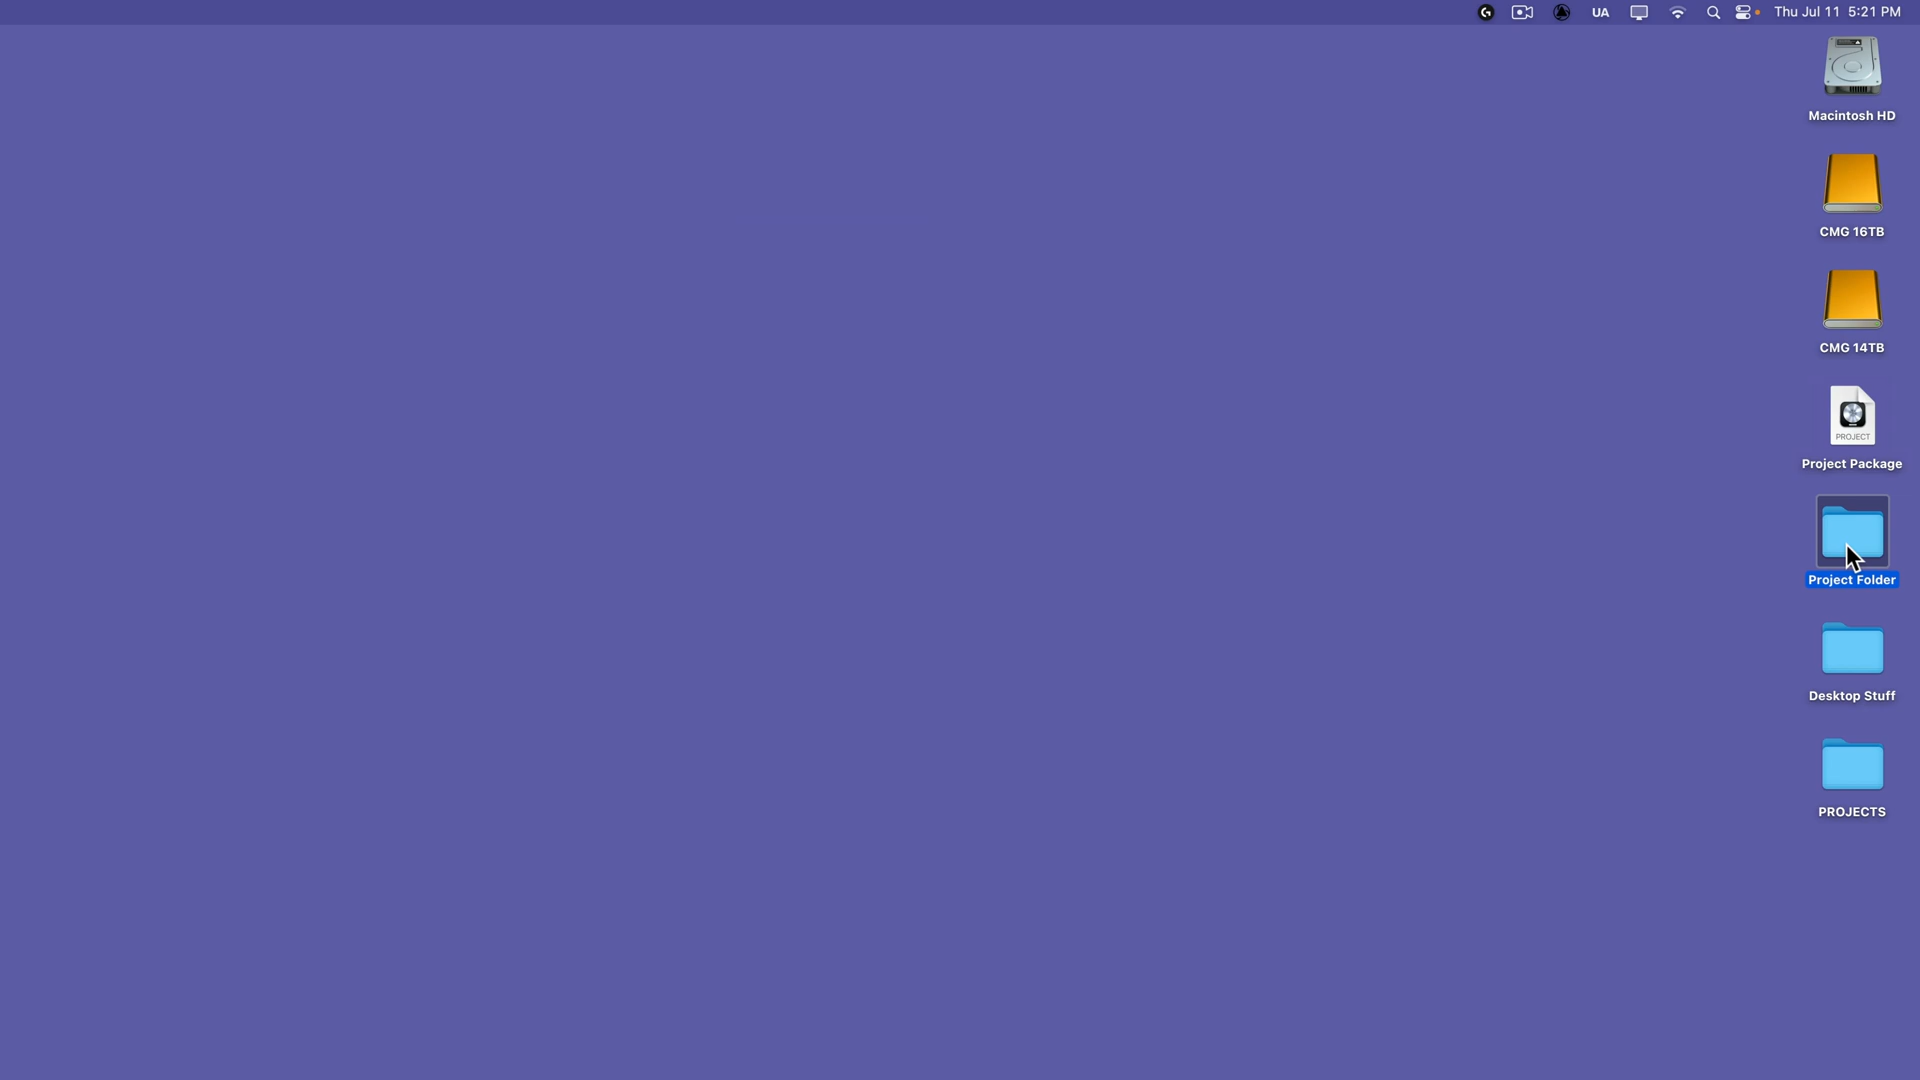 UA
Thu Jul 11 5:21 PM
Macintosh HD
CMG 16TB
CMG 14TB
PROJECT
Project Package
Project Folder
Desktop Stuff
PROJECTS